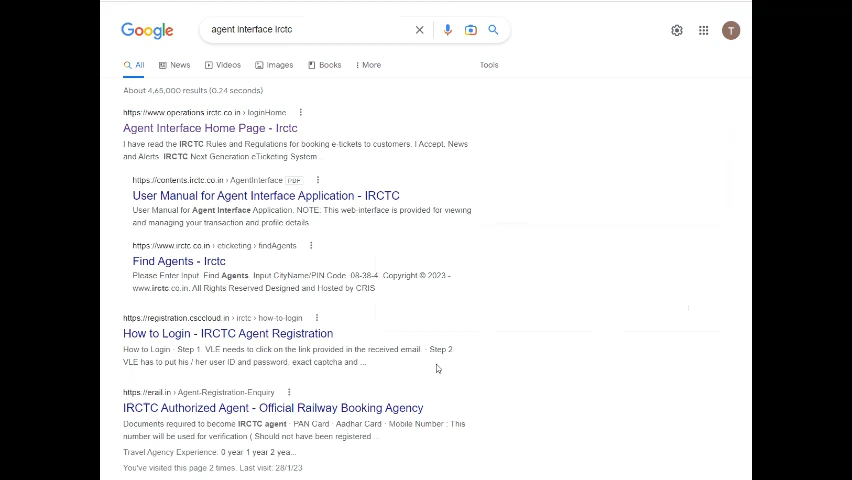 Google
agent interface irctc
T
All
News
Videos
Images
Books
More
Tools
About 4,65,000 results (0.24 seconds)
https://www.operations.irctc.co.in › loginHome
Agent Interface Home Page - Irctc
I have read the IRCTC Rules and Regulations for booking e-tickets to customers. I Accept. News
and Alerts. IRCTC Next Generation eTicketing System...
https://contents.irctc.co.in › AgentInterface PDF
User Manual for Agent Interface Application - IRCTC
User Manual for Agent Interface Application. NOTE: This web-interface is provided for viewing
and managing your transaction and profile details.
https://www.irctc.co.in › eticketing › findAgents
Find Agents - Irctc
Please Enter Input. Find Agents. Input CityName/PIN Code. 08-38-4. Copyright © 2023 -
www.irctc.co.in. All Rights Reserved Designed and Hosted by CRIS
https://registration.csccloud.in › irctc › how-to-login
How to Login - IRCTC Agent Registration
How to Login · Step 1. VLE needs to click on the link provided in the received email. · Step 2
VLE has to put his / her user ID and password, exact captcha and ...
https://erail.in › Agent-Registration-Enquiry
IRCTC Authorized Agent - Official Railway Booking Agency
Documents required to become IRCTC agent · PAN Card · Aadhar Card · Mobile Number : This
number will be used for verification ( Should not have been registered ...
Travel Agency Experience: 0 year 1 year 2 yea...
You've visited this page 2 times. Last visit: 28/1/23